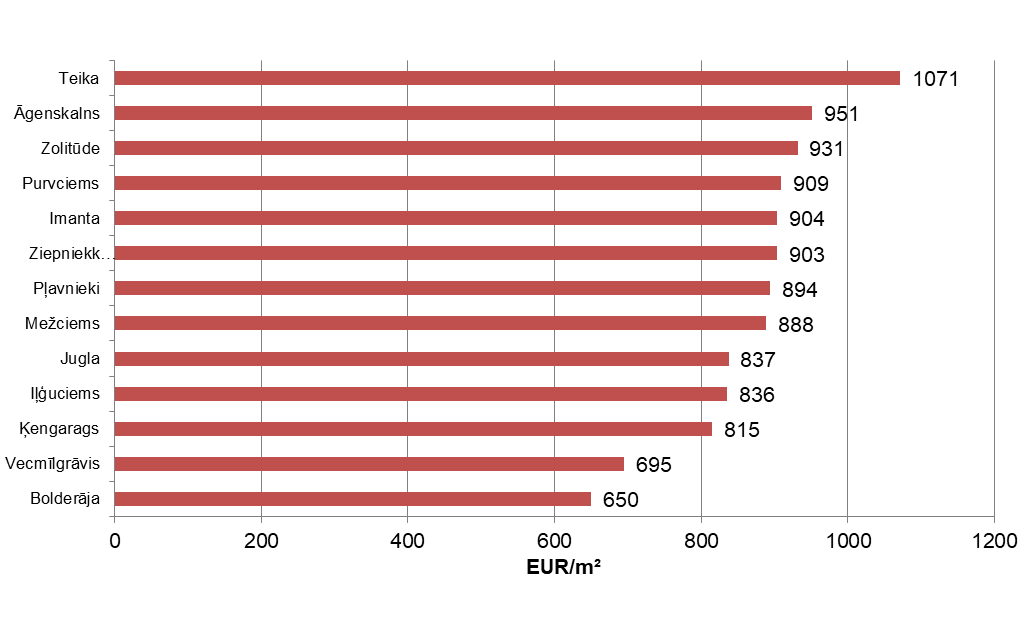 Teika 1071
Āgenskalns 951
Zolitūde 931
Purvciems 909
Imanta 904
Ziepniekk... 903
Pļavnieki 894
Mežciems 888
Jugla 837
Iļģuciems 836
Ķengarags 815
Vecmīlgrāvis 695
Bolderāja 650
0 200 400 600 800 1000 1200
EUR/m²